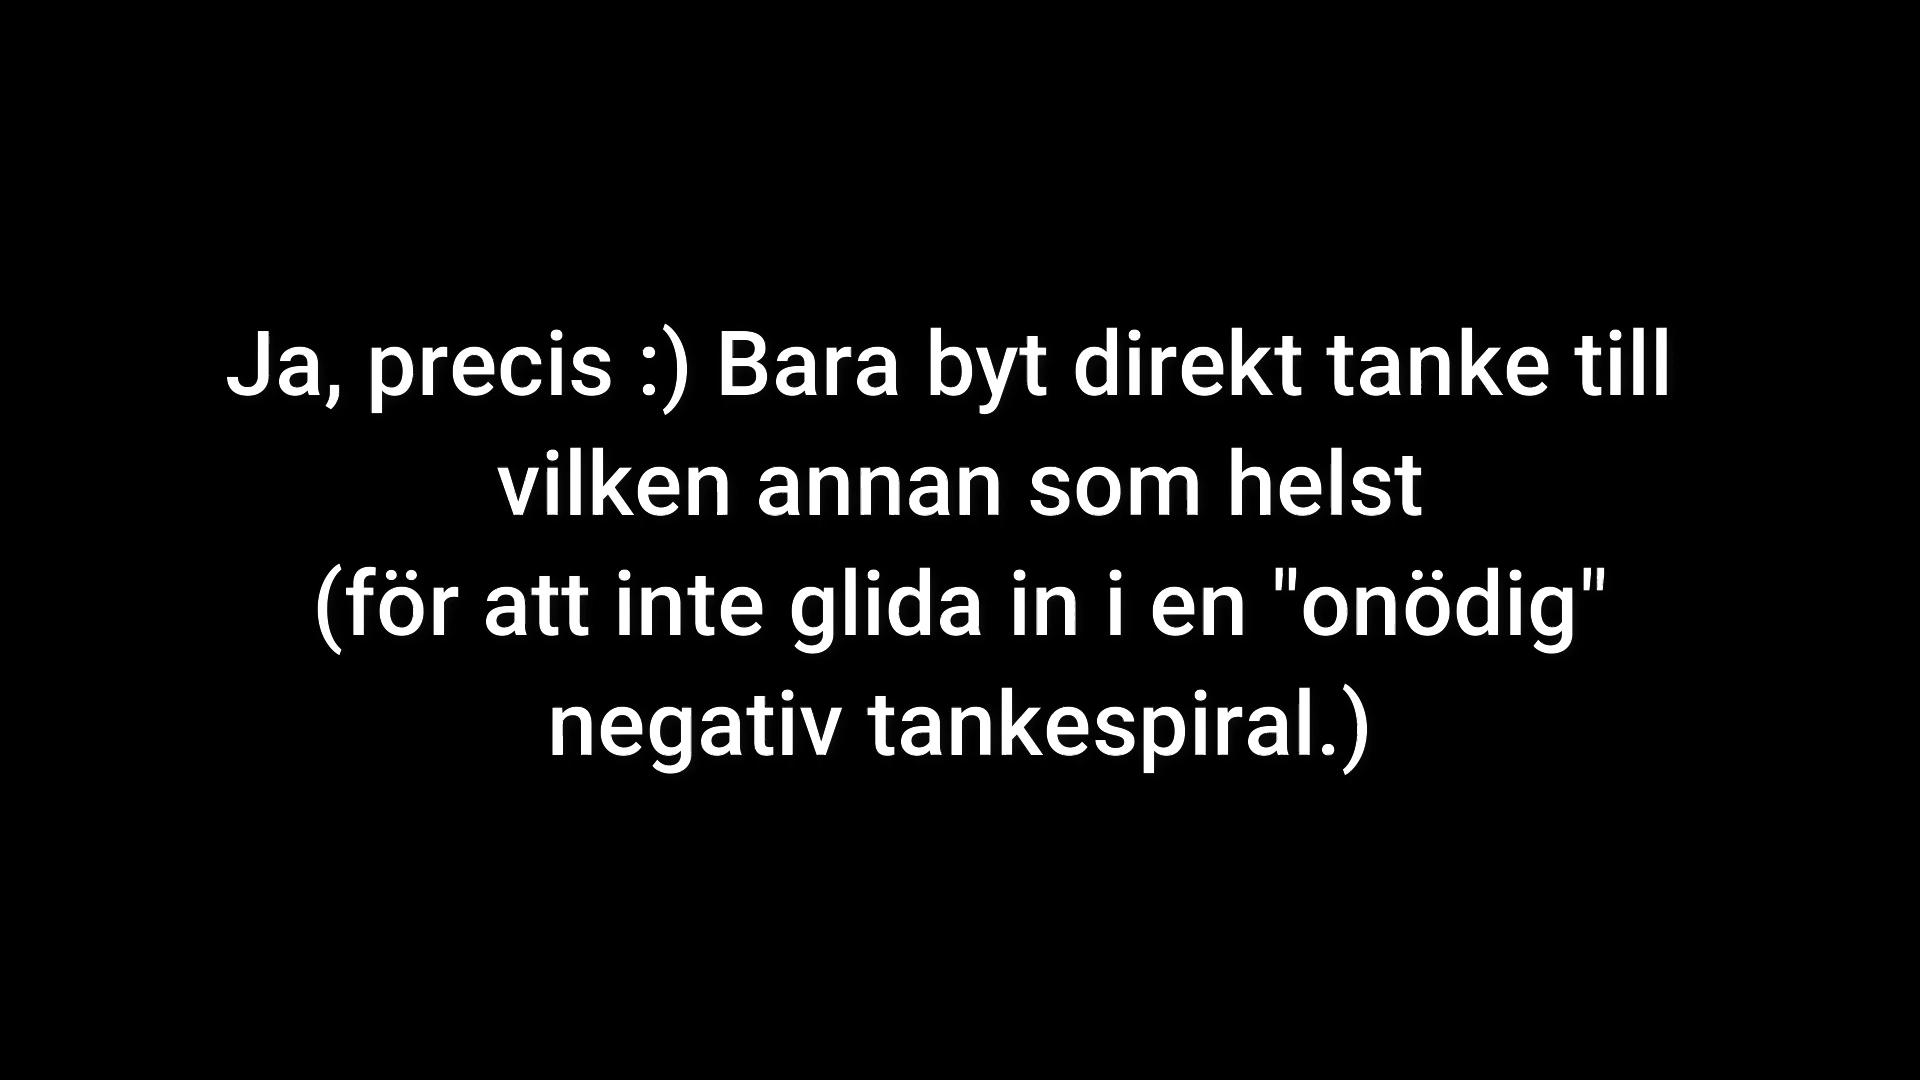 Ja, precis :) Bara byt direkt tanke till
vilken annan som helst
(för att inte glida in i en "onödig"
negativ tankespiral.)